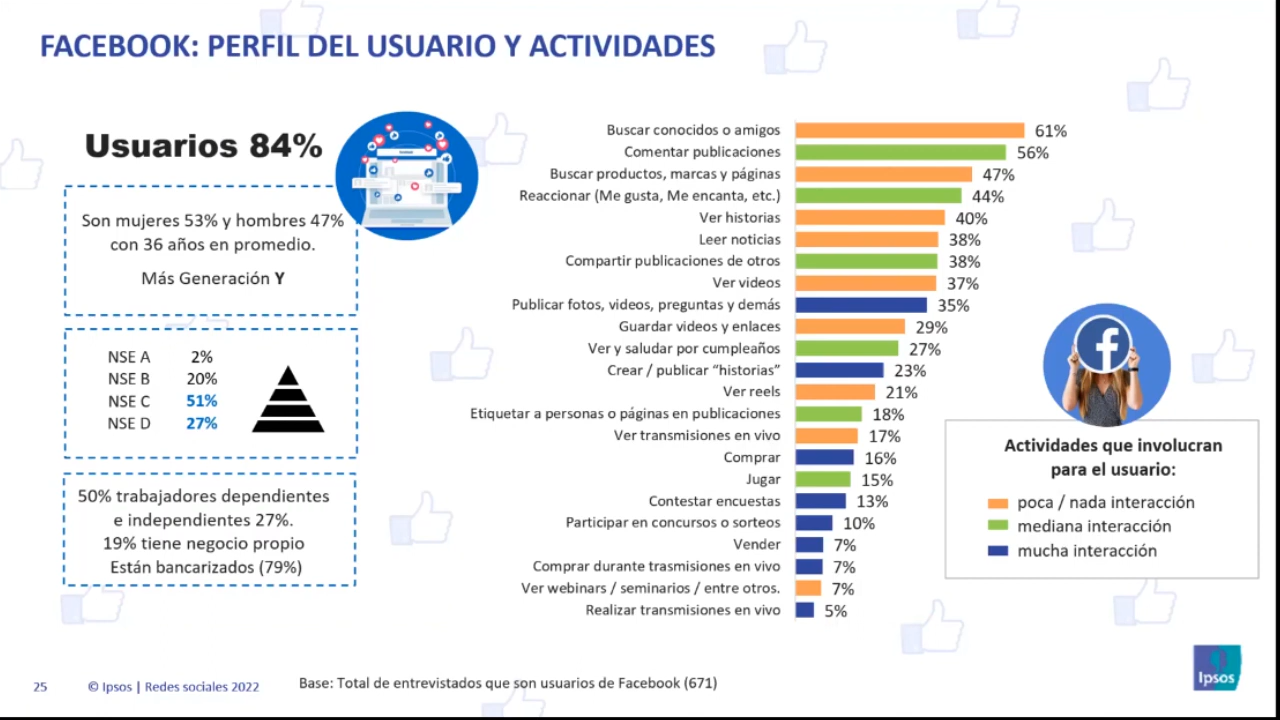 FACEBOOK: PERFIL DEL USUARIO Y ACTIVIDADES
Usuarios 84%
Son mujeres 53% y hombres 47%
con 36 años en promedio.
Más Generación Y
NSE A 2%
NSE B 20%
NSE C 51%
NSE D 27%
50% trabajadores dependientes
e independientes 27%.
19% tiene negocio propio
Están bancarizados (79%)
Buscar conocidos o amigos 61%
Comentar publicaciones 56%
Buscar productos, marcas y páginas 47%
Reaccionar (Me gusta, Me encanta, etc.) 44%
Ver historias 40%
Leer noticias 38%
Compartir publicaciones de otros 38%
Ver videos 37%
Publicar fotos, videos, preguntas y demás 35%
Guardar videos y enlaces 29%
Ver y saludar por cumpleaños 27%
Crear / publicar “historias” 23%
Ver reels 21%
Etiquetar a personas o páginas en publicaciones 18%
Ver transmisiones en vivo 17%
Comprar 16%
Jugar 15%
Contestar encuestas 13%
Participar en concursos o sorteos 10%
Vender 7%
Comprar durante trasmisiones en vivo 7%
Ver webinars / seminarios / entre otros. 7%
Realizar transmisiones en vivo 5%
Actividades que involucran
para el usuario:
poca / nada interacción
mediana interacción
mucha interacción
25 © Ipsos | Redes sociales 2022
Base: Total de entrevistados que son usuarios de Facebook (671)
Ipsos